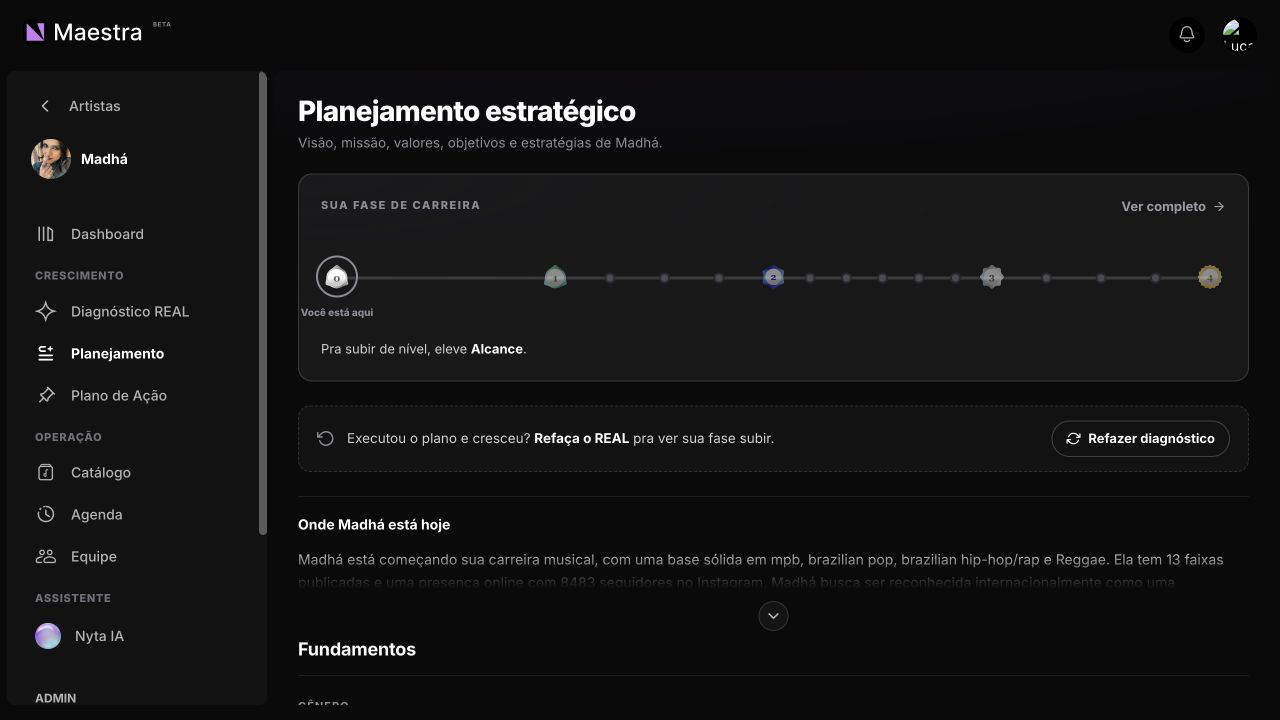 Maestra BETA
Luca
Artistas
Madhá
Dashboard
CRESCIMENTO
Diagnóstico REAL
Planejamento
Plano de Ação
OPERAÇÃO
Catálogo
Agenda
Equipe
ASSISTENTE
Nyta IA
ADMIN
Planejamento estratégico
Visão, missão, valores, objetivos e estratégias de Madhá.
SUA FASE DE CARREIRA
Ver completo
0 1 2 3 4
Você está aqui
Pra subir de nível, eleve Alcance.
Executou o plano e cresceu? Refaça o REAL pra ver sua fase subir.
Refazer diagnóstico
Onde Madhá está hoje
Madhá está começando sua carreira musical, com uma base sólida em mpb, brazilian pop, brazilian hip-hop/rap e Reggae. Ela tem 13 faixas
publicadas e uma presença online com 8483 seguidores no Instagram. Madhá busca ser reconhecida internacionalmente como uma
Fundamentos
GÊNERO